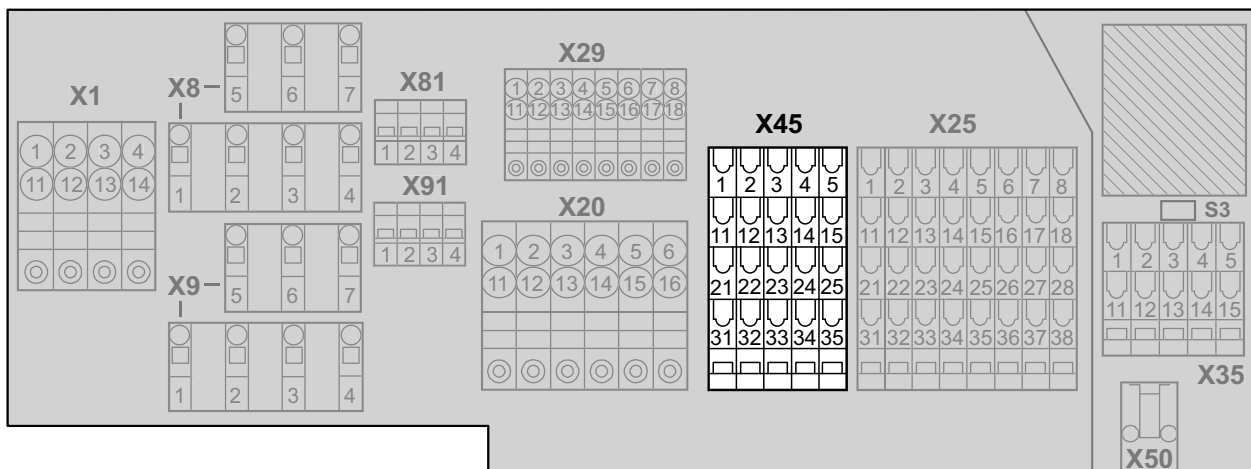 X1
1 2 3 4
11 12 13 14
X8
5 6 7
1 2 3 4
X9
5 6 7
1 2 3 4
X81
1 2 3 4
X91
1 2 3 4
X29
1 2 3 4 5 6 7 8
11 12 13 14 15 16 17 18
X20
1 2 3 4 5 6
11 12 13 14 15 16
X45
1 2 3 4 5
11 12 13 14 15
21 22 23 24 25
31 32 33 34 35
X25
1 2 3 4 5 6 7 8
11 12 13 14 15 16 17 18
21 22 23 24 25 26 27 28
31 32 33 34 35 36 37 38
S3
1 2 3 4 5
11 12 13 14 15
X35
X50